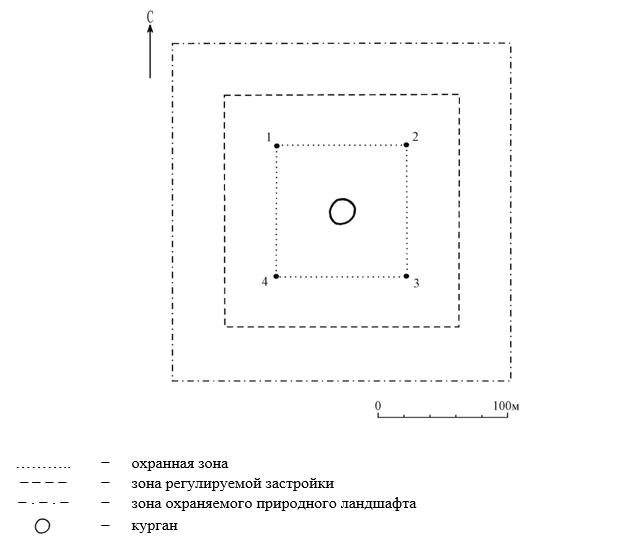 С
1 2
4 3
0 100м
– охранная зона
– зона регулируемой застройки
– зона охраняемого природного ландшафта
– курган